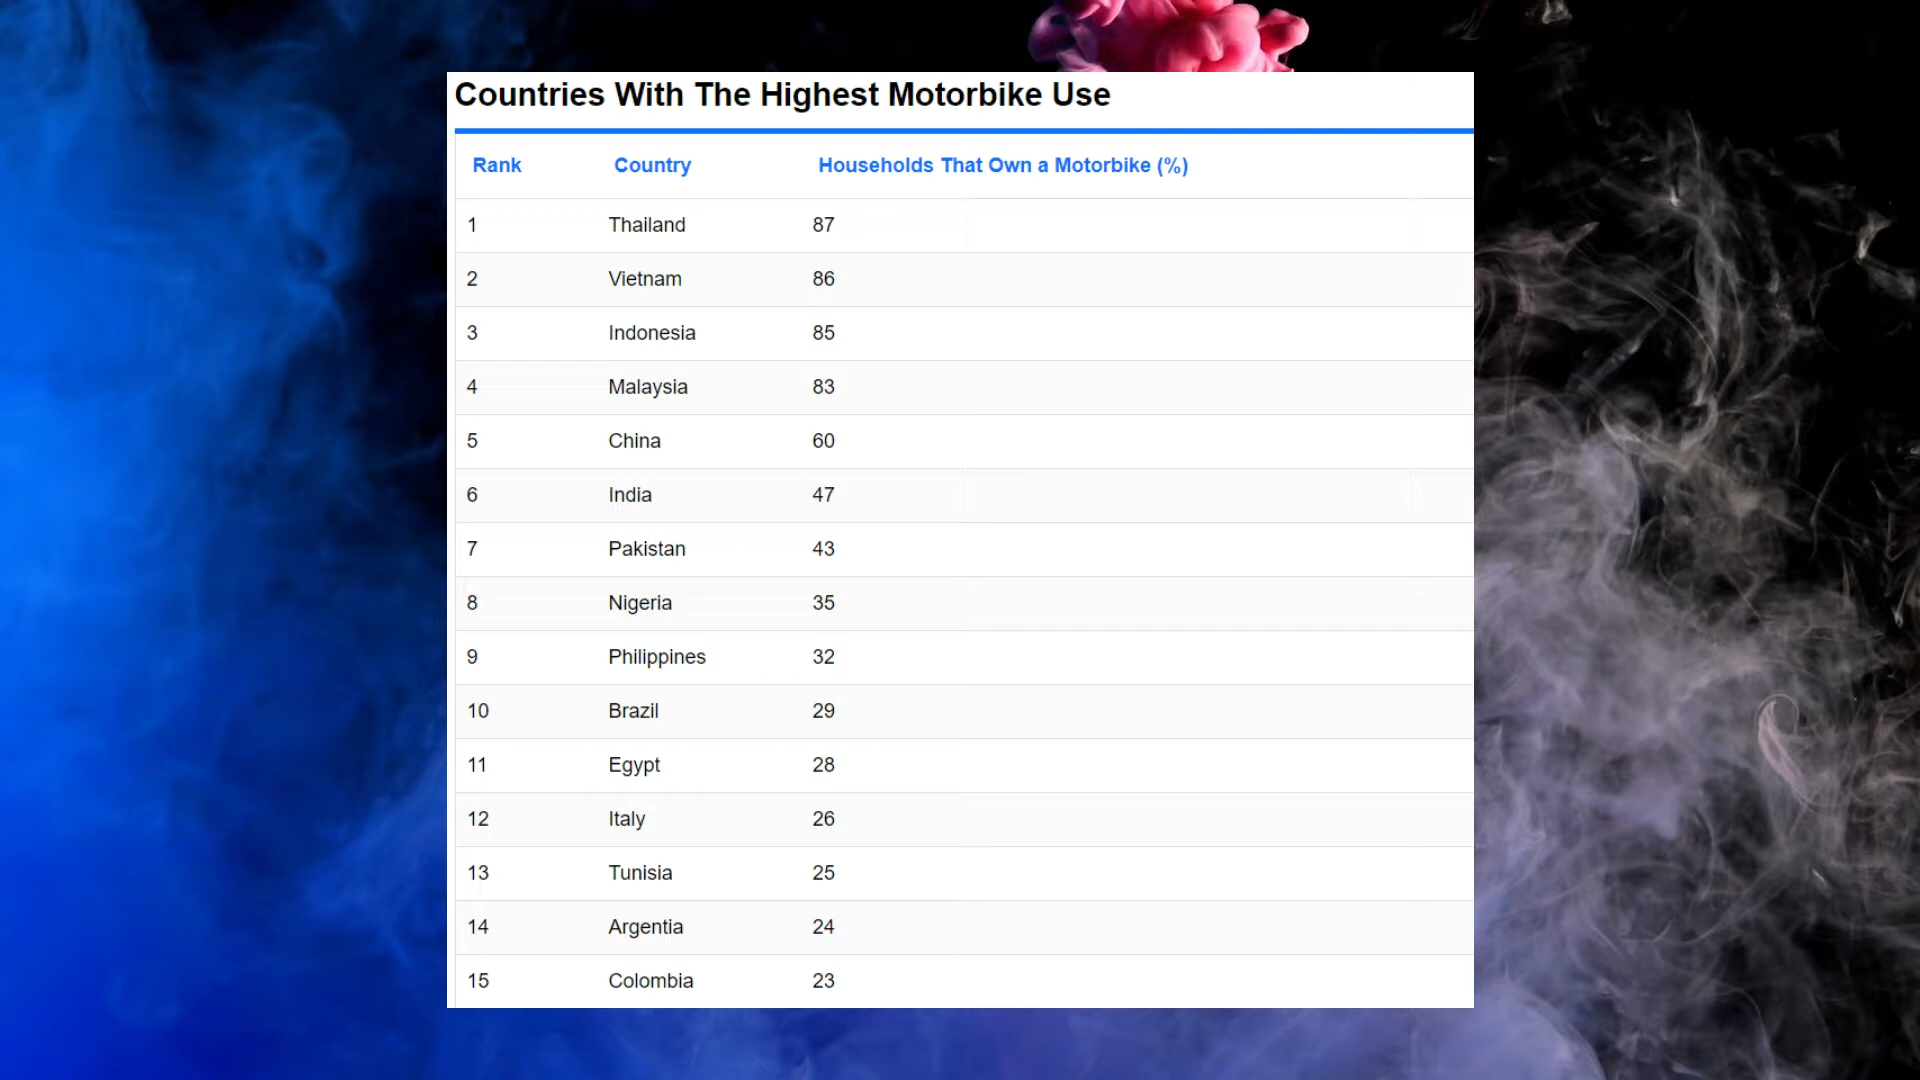 Countries With The Highest Motorbike Use
Rank Country Households That Own a Motorbike (%)
1 Thailand 87
2 Vietnam 86
3 Indonesia 85
4 Malaysia 83
5 China 60
6 India 47
7 Pakistan 43
8 Nigeria 35
9 Philippines 32
10 Brazil 29
11 Egypt 28
12 Italy 26
13 Tunisia 25
14 Argentia 24
15 Colombia 23